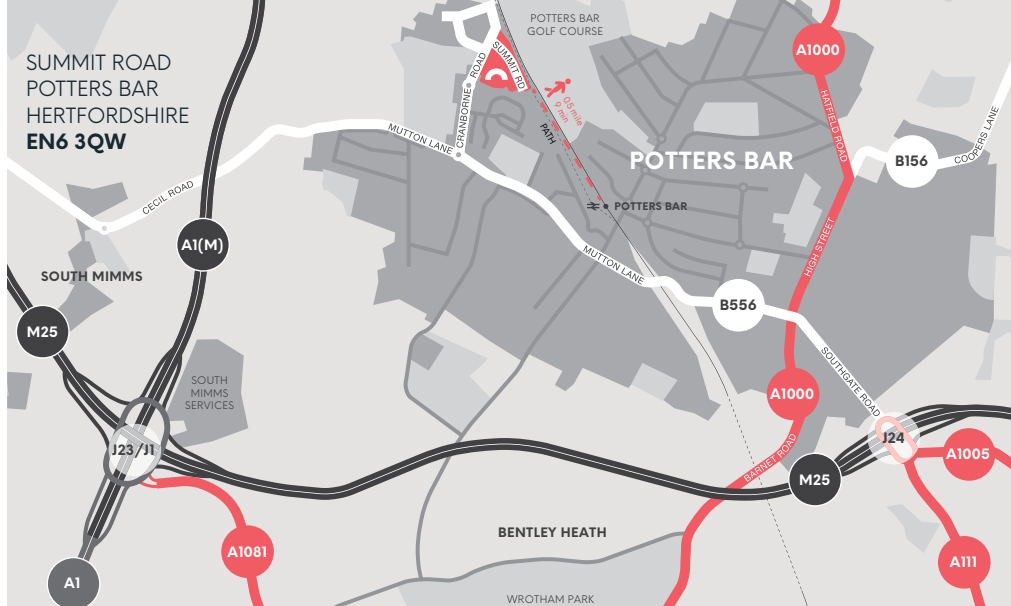 SUMMIT ROAD
POTTERS BAR
HERTFORDSHIRE
EN6 3QW
POTTERS BAR
GOLF COURSE
A1000
SUMMIT RD
CRANBORNE ROAD
0.5 mile
9 min
PATH
HATFIELD ROAD
MUTTON LANE
POTTERS BAR
B156
COOPERS LANE
CECIL ROAD
POTTERS BAR
A1(M)
HIGH STREET
SOUTH MIMMS
MUTTON LANE
B556
M25
SOUTHGATE ROAD
SOUTH
MIMMS
SERVICES
A1000
J23/J1
J24
BARNET ROAD
A1005
M25
BENTLEY HEATH
A1081
A111
A1
WROTHAM PARK